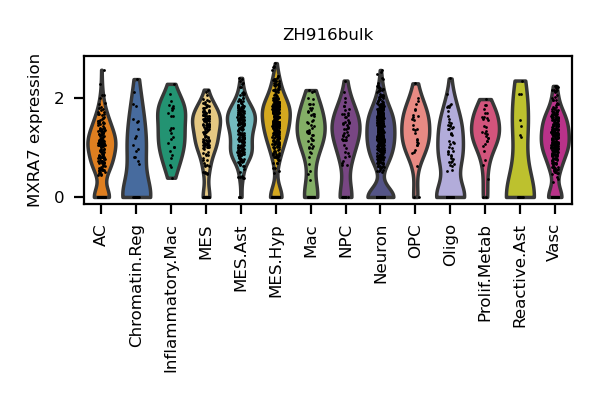 ZH916bulk
MXRA7 expression
2
0
AC
Chromatin.Reg
Inflammatory.Mac
MES
MES.Ast
MES.Hyp
Mac
NPC
Neuron
OPC
Oligo
Prolif.Metab
Reactive.Ast
Vasc